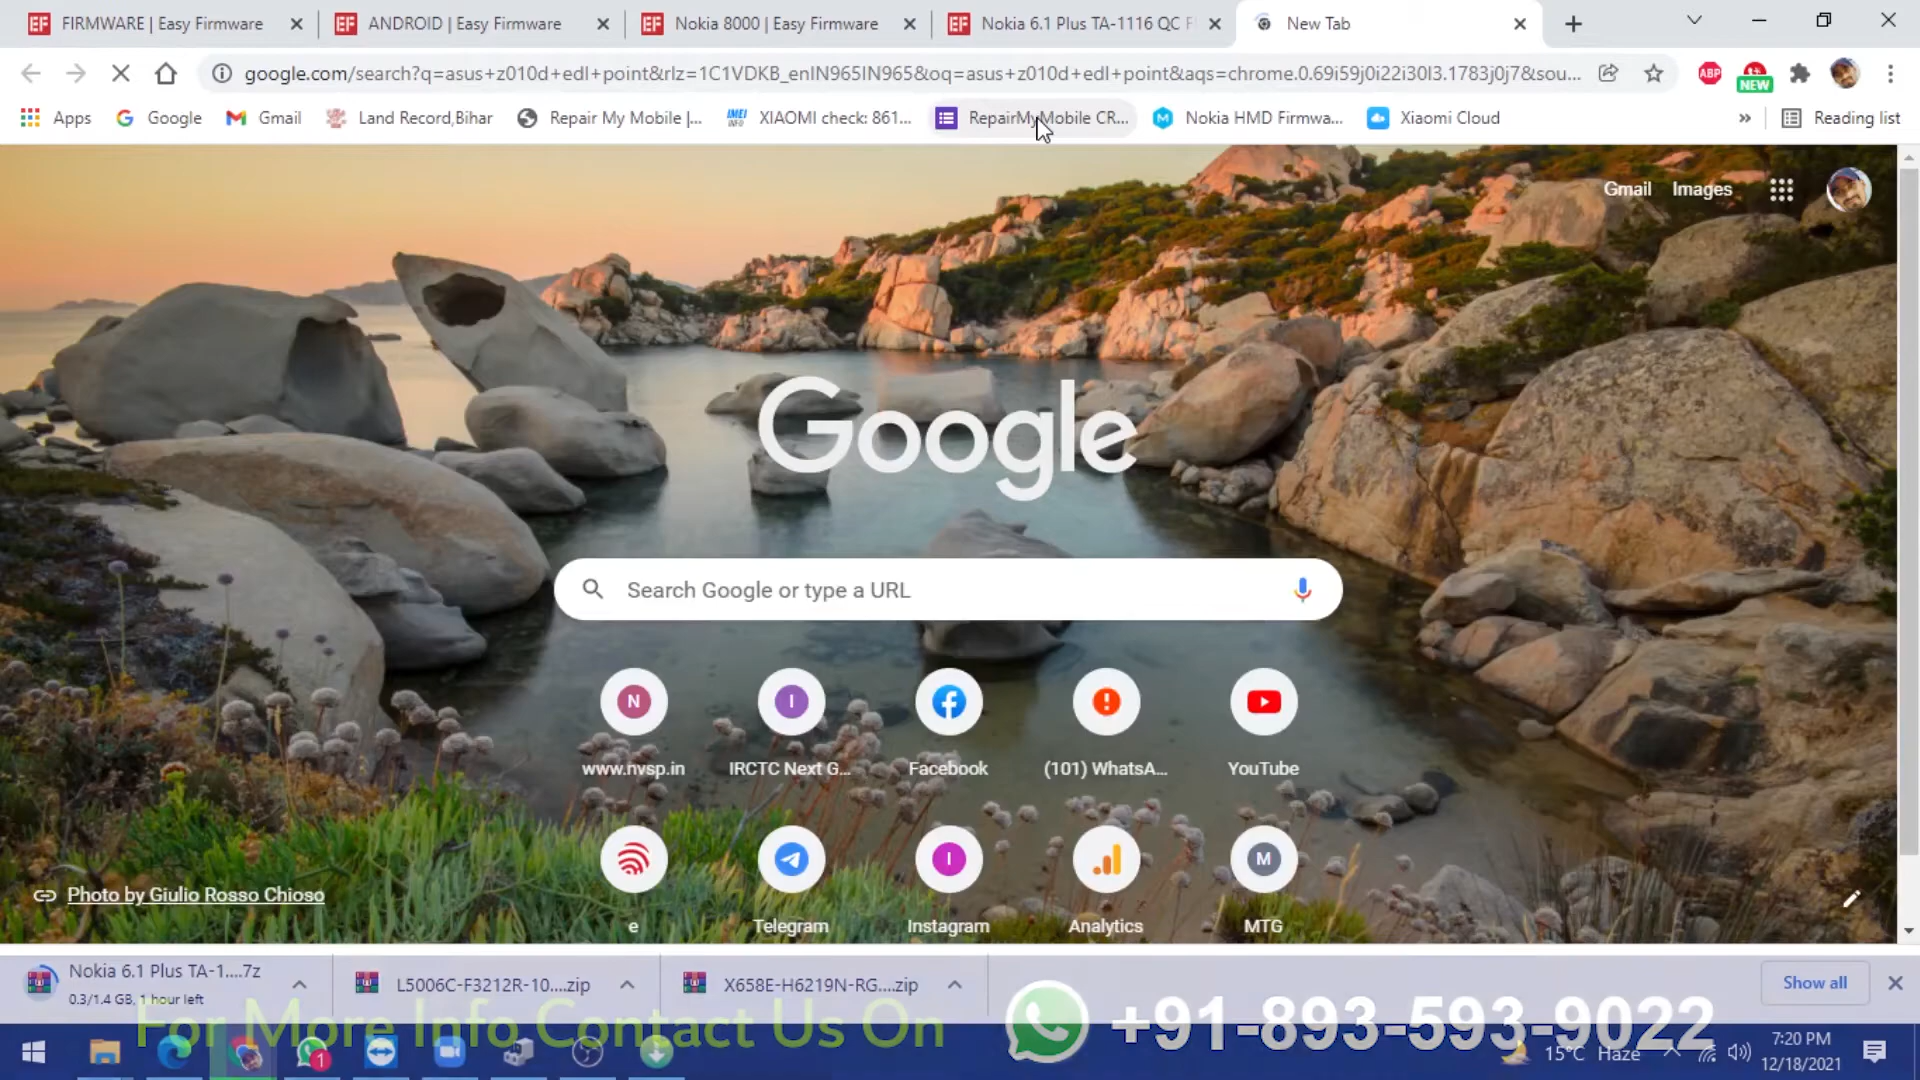 FIRMWARE | Easy Firmware
ANDROID | Easy Firmware
Nokia 8000 | Easy Firmware
Nokia 6.1 Plus TA-1116 QC F
New Tab
google.com/search?q=asus+z010d+edl+point&rlz=1C1VDKB_enIN965IN965&oq=asus+z010d+edl+point&aqs=chrome.0.69i59j0i22i30l3.1783j0j7&sou...
ABP
NEW
Apps
Google
Gmail
Land Record,Bihar
Repair My Mobile |...
IMEI INFO
XIAOMI check: 861...
RepairMyMobile CR...
Nokia HMD Firmwa...
Xiaomi Cloud
»
Reading list
Gmail
Images
Google
Search Google or type a URL
N
I
www.nvsp.in
IRCTC Next G...
Facebook
(101) WhatsA...
YouTube
I
M
e
Telegram
Instagram
Analytics
MTG
Photo by Giulio Rosso Chioso
Nokia 6.1 Plus TA-1....7z
0.3/1.4 GB, 1 hour left
L5006C-F3212R-10....zip
X658E-H6219N-RG....zip
Show all
For More Info Contact Us On
+91-893-593-9022
1
15°C Haze
7:20 PM
12/18/2021